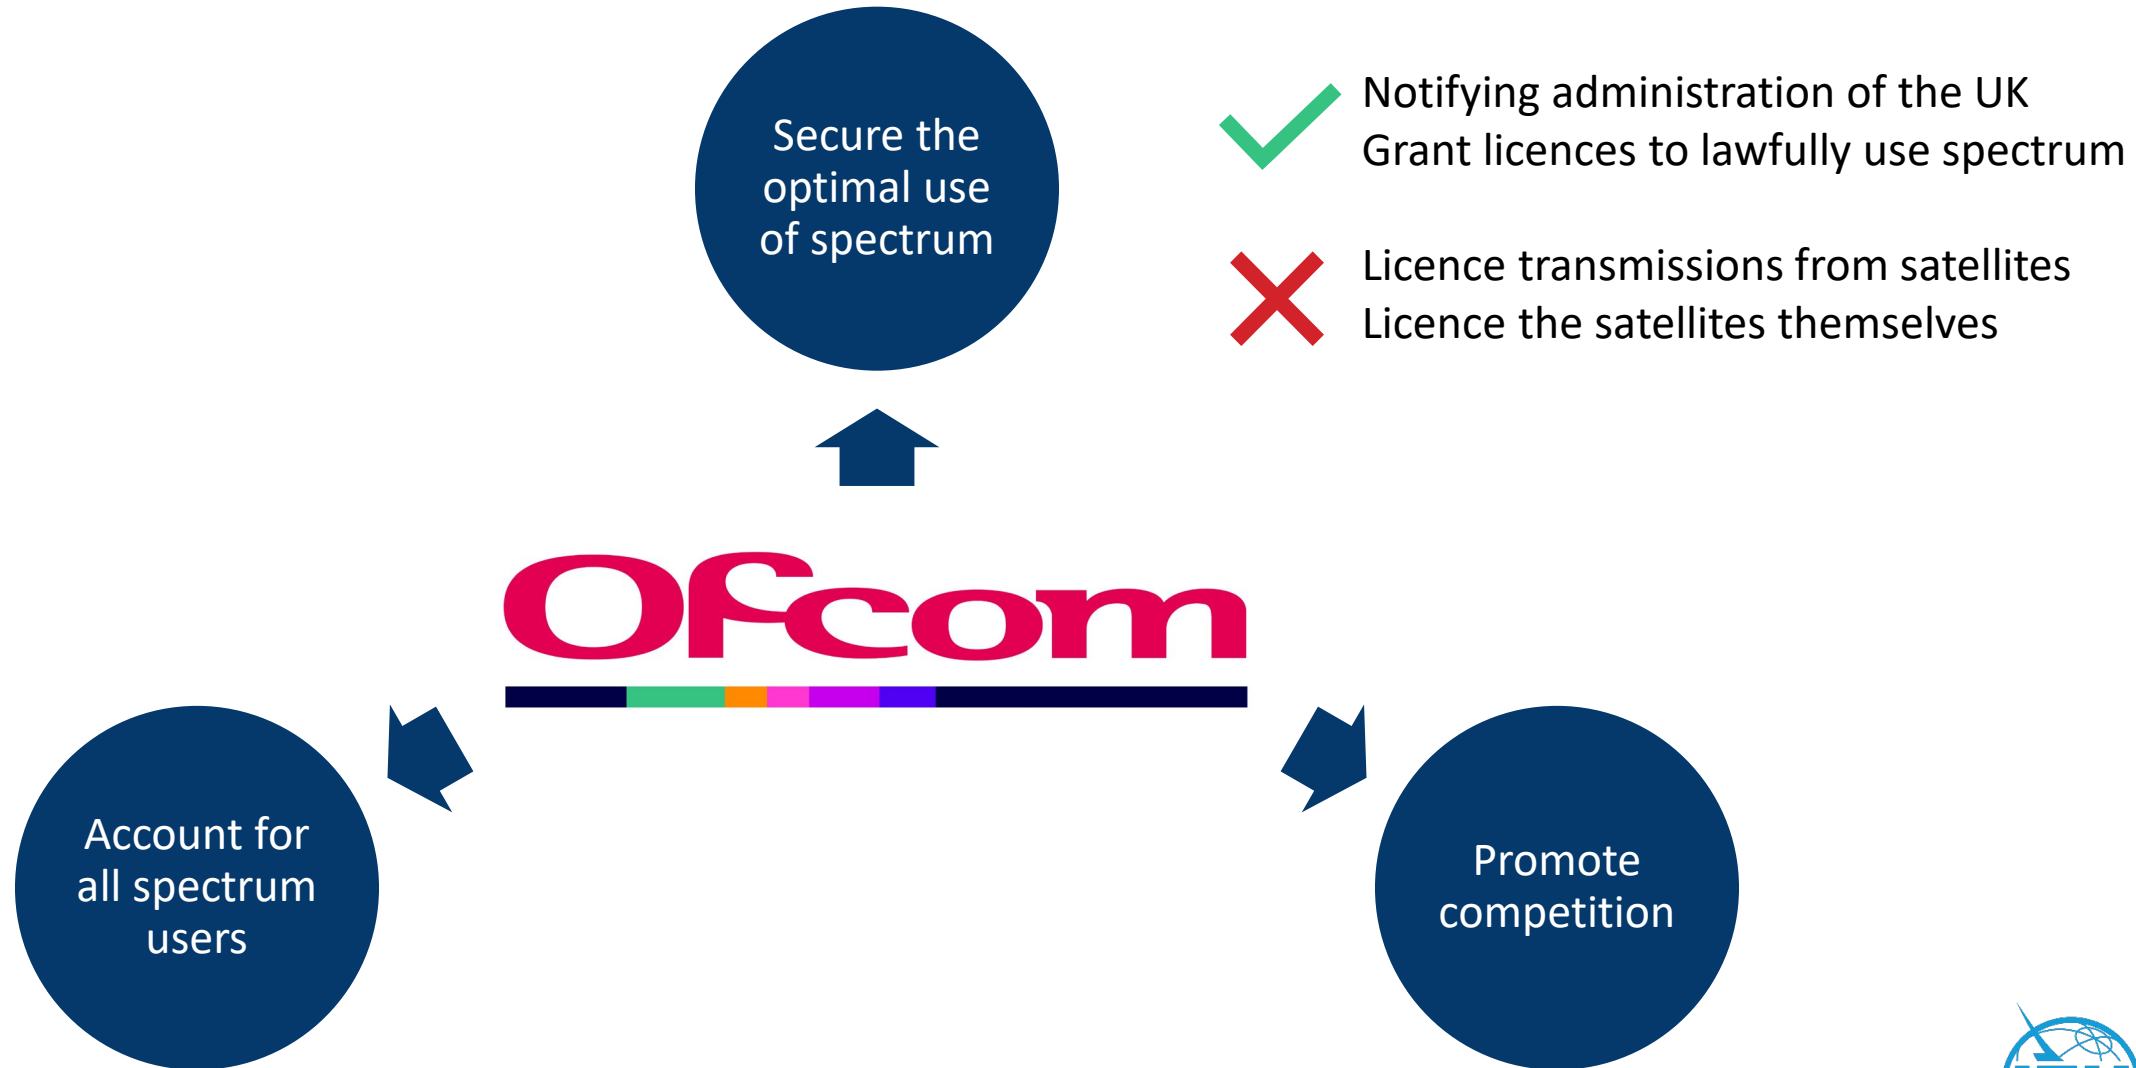 Secure the
optimal use
of spectrum
Notifying administration of the UK
Grant licences to lawfully use spectrum
Licence transmissions from satellites
Licence the satellites themselves
Ofcom
Account for
all spectrum
users
Promote
competition